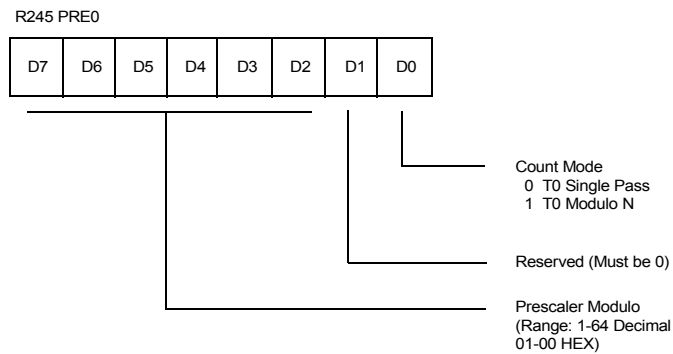 R245 PRE0
D7 D6 D5 D4 D3 D2 D1 D0
Count Mode
0 T0 Single Pass
1 T0 Modulo N
Reserved (Must be 0)
Prescaler Modulo
(Range: 1-64 Decimal
01-00 HEX)